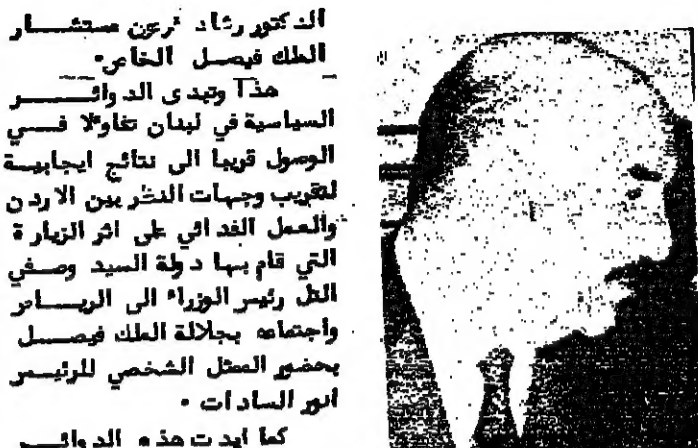 الدكتور رشاد فرعون مستشار
الملك فيصل الخاص.
هذا وتبدى الدوائر
السياسية في لبنان تفاولا في
الوصول قريبا الى نتائج ايجابية
لتقريب وجهات النظر بين الاردن
والعمل الفدائي على اثر الزيارة
التي قام بها دولة السيد وصفي
التل رئيس الوزراء الى الرياض
واجتماعه بجلالة الملك فيصل
بحضور الممثل الشخصي للرئيس
انور السادات .
كما ابدت هذه الدوائر